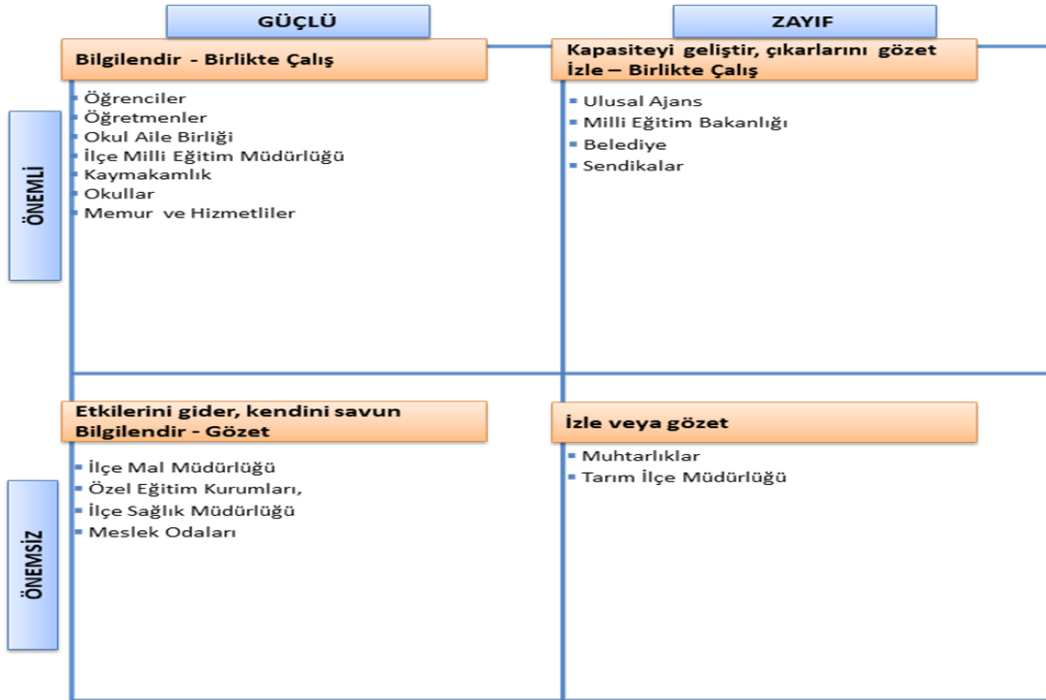 GÜÇLÜ
ZAYIF
ÖNEMLİ
Bilgilendir - Birlikte Çalış
Öğrenciler
Öğretmenler
Okul Aile Birliği
İlçe Milli Eğitim Müdürlüğü
Kaymakamlık
Okullar
Memur ve Hizmetliler
Kapasiteyi geliştir, çıkarlarını gözet
İzle – Birlikte Çalış
Ulusal Ajans
Milli Eğitim Bakanlığı
Belediye
Sendikalar
ÖNEMSİZ
Etkilerini gider, kendini savun
Bilgilendir - Gözet
İlçe Mal Müdürlüğü
Özel Eğitim Kurumları,
İlçe Sağlık Müdürlüğü
Meslek Odaları
İzle veya gözet
Muhtarlıklar
Tarım İlçe Müdürlüğü